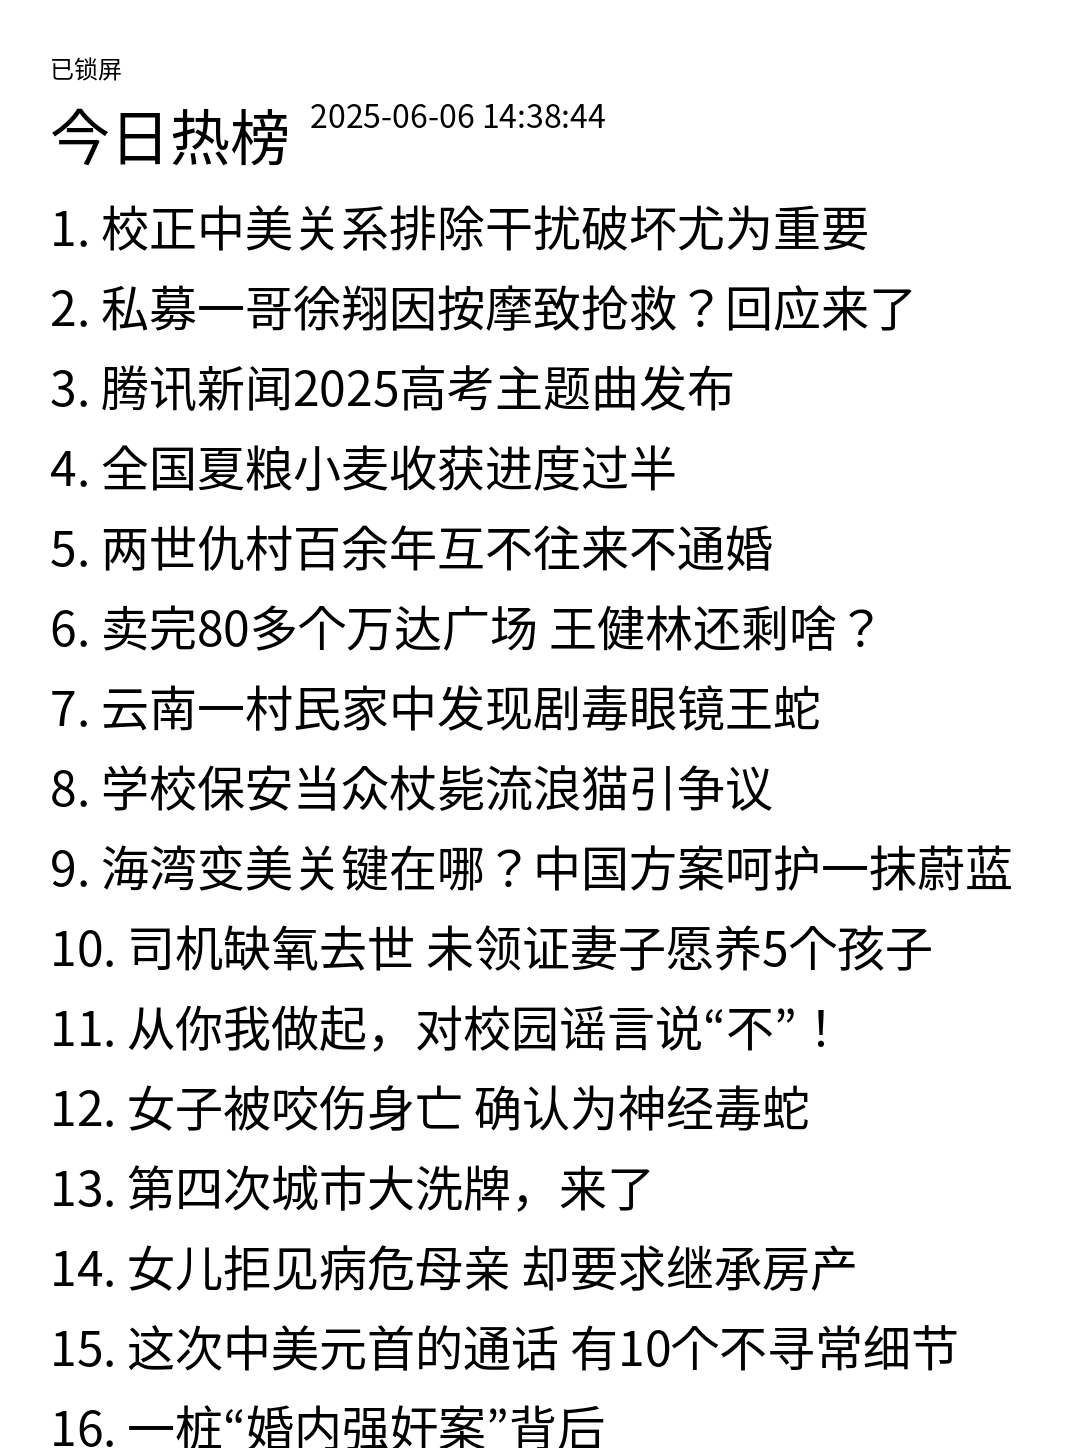 已锁屏
今日热榜 2025-06-06 14:38:44
1. 校正中美关系排除干扰破坏尤为重要
2. 私募一哥徐翔因按摩致抢救？回应来了
3. 腾讯新闻2025高考主题曲发布
4. 全国夏粮小麦收获进度过半
5. 两世仇村百余年互不往来不通婚
6. 卖完80多个万达广场 王健林还剩啥？
7. 云南一村民家中发现剧毒眼镜王蛇
8. 学校保安当众杖毙流浪猫引争议
9. 海湾变美关键在哪？中国方案呵护一抹蔚蓝
10. 司机缺氧去世 未领证妻子愿养5个孩子
11. 从你我做起，对校园谣言说“不”！
12. 女子被咬伤身亡 确认为神经毒蛇
13. 第四次城市大洗牌，来了
14. 女儿拒见病危母亲 却要求继承房产
15. 这次中美元首的通话 有10个不寻常细节
16. 一桩“婚内强奸案”背后